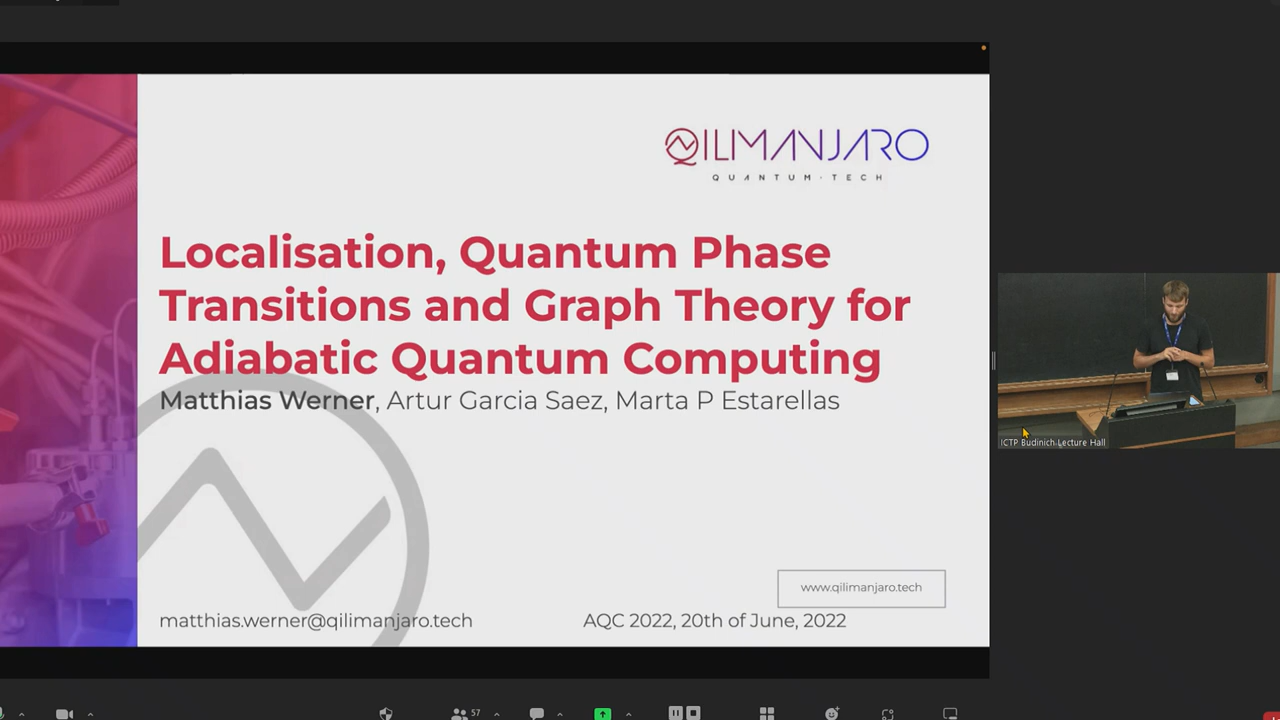 QILIMANJARO
QUANTUM·TECH
Localisation, Quantum Phase
Transitions and Graph Theory for
Adiabatic Quantum Computing
Matthias Werner, Artur Garcia Saez, Marta P Estarellas
ICTP Budinich Lecture Hall
www.qilimanjaro.tech
matthias.werner@qilimanjaro.tech
AQC 2022, 20th of June, 2022
57